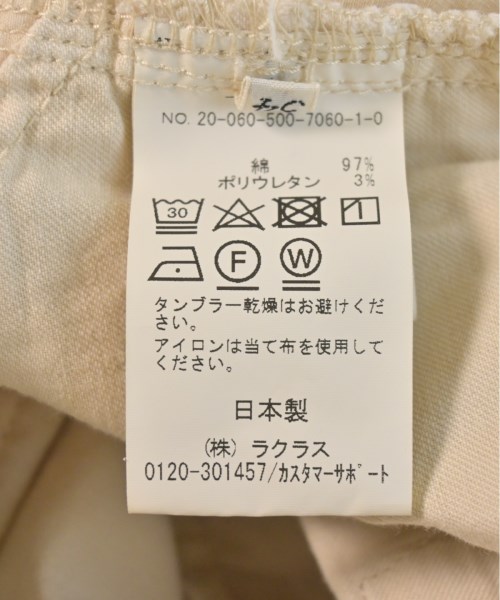 NO. 20-060-500-7060-1-0
綿 97%
ポリウレタン 3%
30
F W
タンブラー乾燥はお避けくだ
さい。
アイロンは当て布を使用して
ください。
日本製
(株) ラクラス
0120-301457/カスタマーサポート